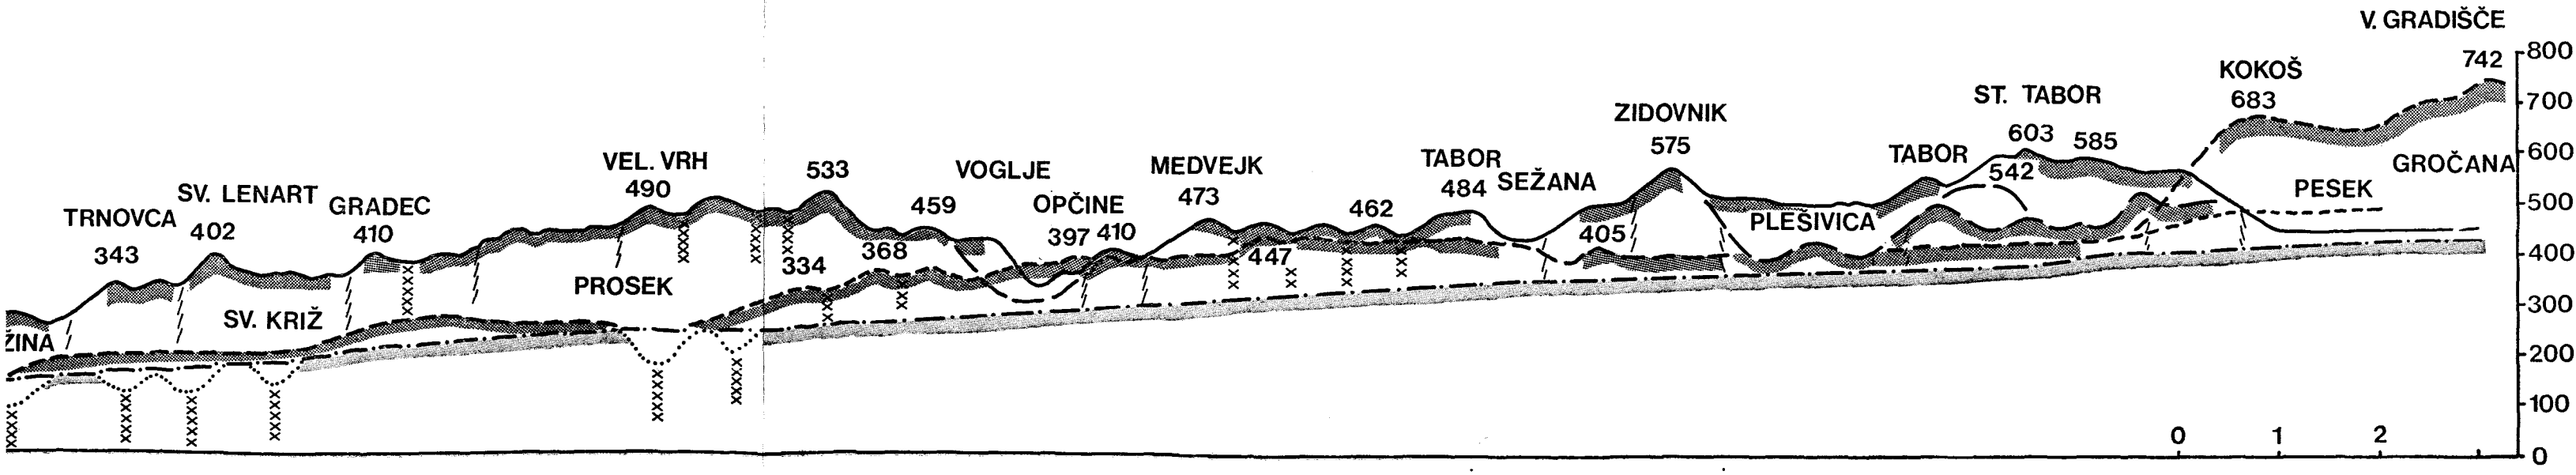 V. GRADIŠČE
742
KOKOŠ
683
ST. TABOR
603
585
ZIDOVNIK
575
TABOR
542
GROČANA
PESEK
VEL. VRH
490
533
VOGLJE
459
MEDVEJK
473
TABOR
484
SEŽANA
462
OPČINE
397
410
PLEŠIVICA
405
447
TRNOVCA
343
SV. LENART
402
GRADEC
410
334
368
PROSEK
SV. KRIŽ
ŽINA
800
700
600
500
400
300
200
100
0
0 1 2